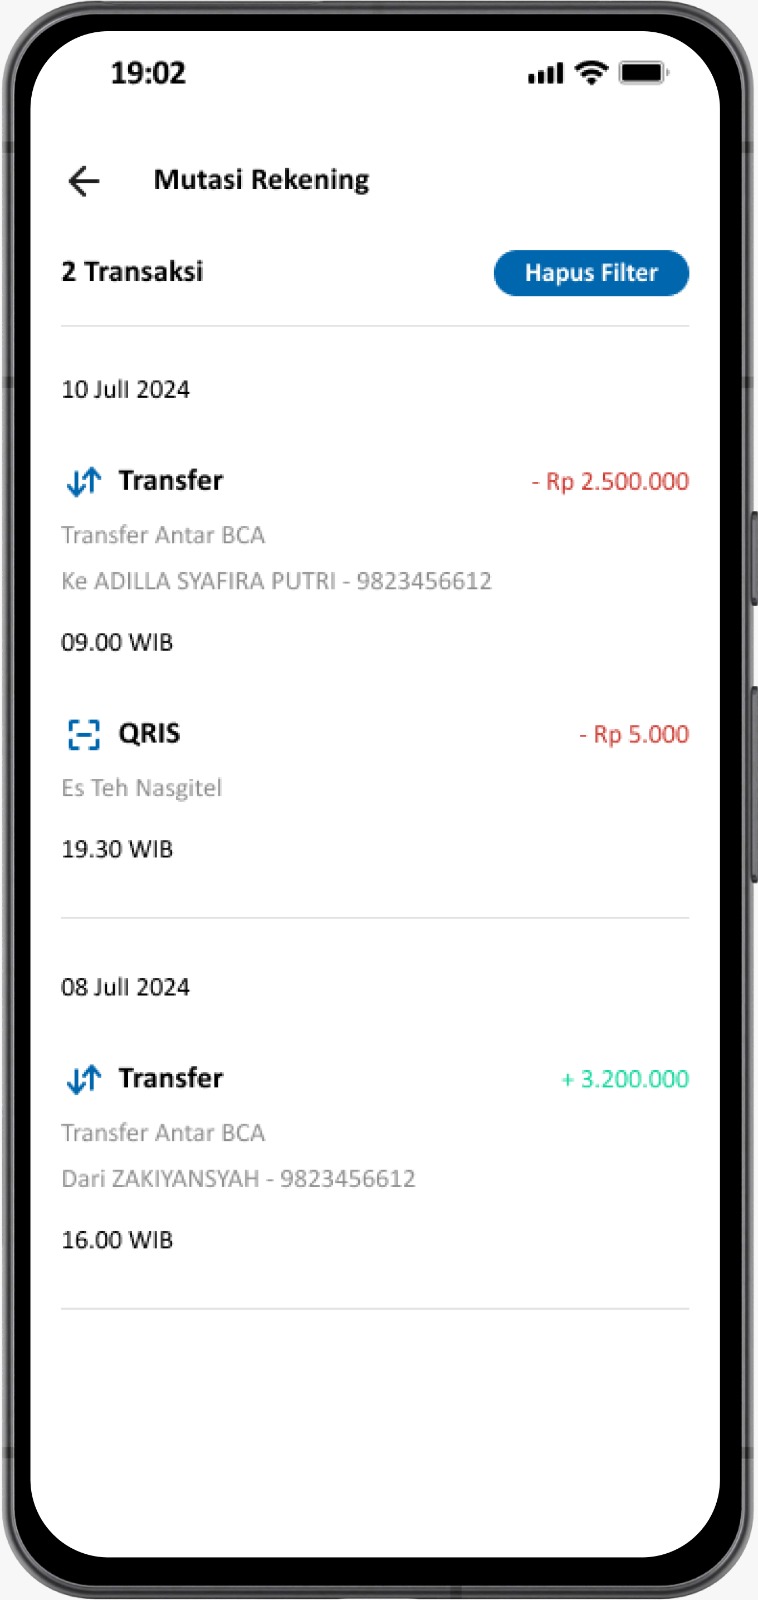 19:02
Mutasi Rekening
2 Transaksi
Hapus Filter
10 Juli 2024
Transfer
- Rp 2.500.000
Transfer Antar BCA
Ke ADILLA SYAFIRA PUTRI - 9823456612
09.00 WIB
QRIS
- Rp 5.000
Es Teh Nasgitel
19.30 WIB
08 Juli 2024
Transfer
+ 3.200.000
Transfer Antar BCA
Dari ZAKIYANSYAH - 9823456612
16.00 WIB